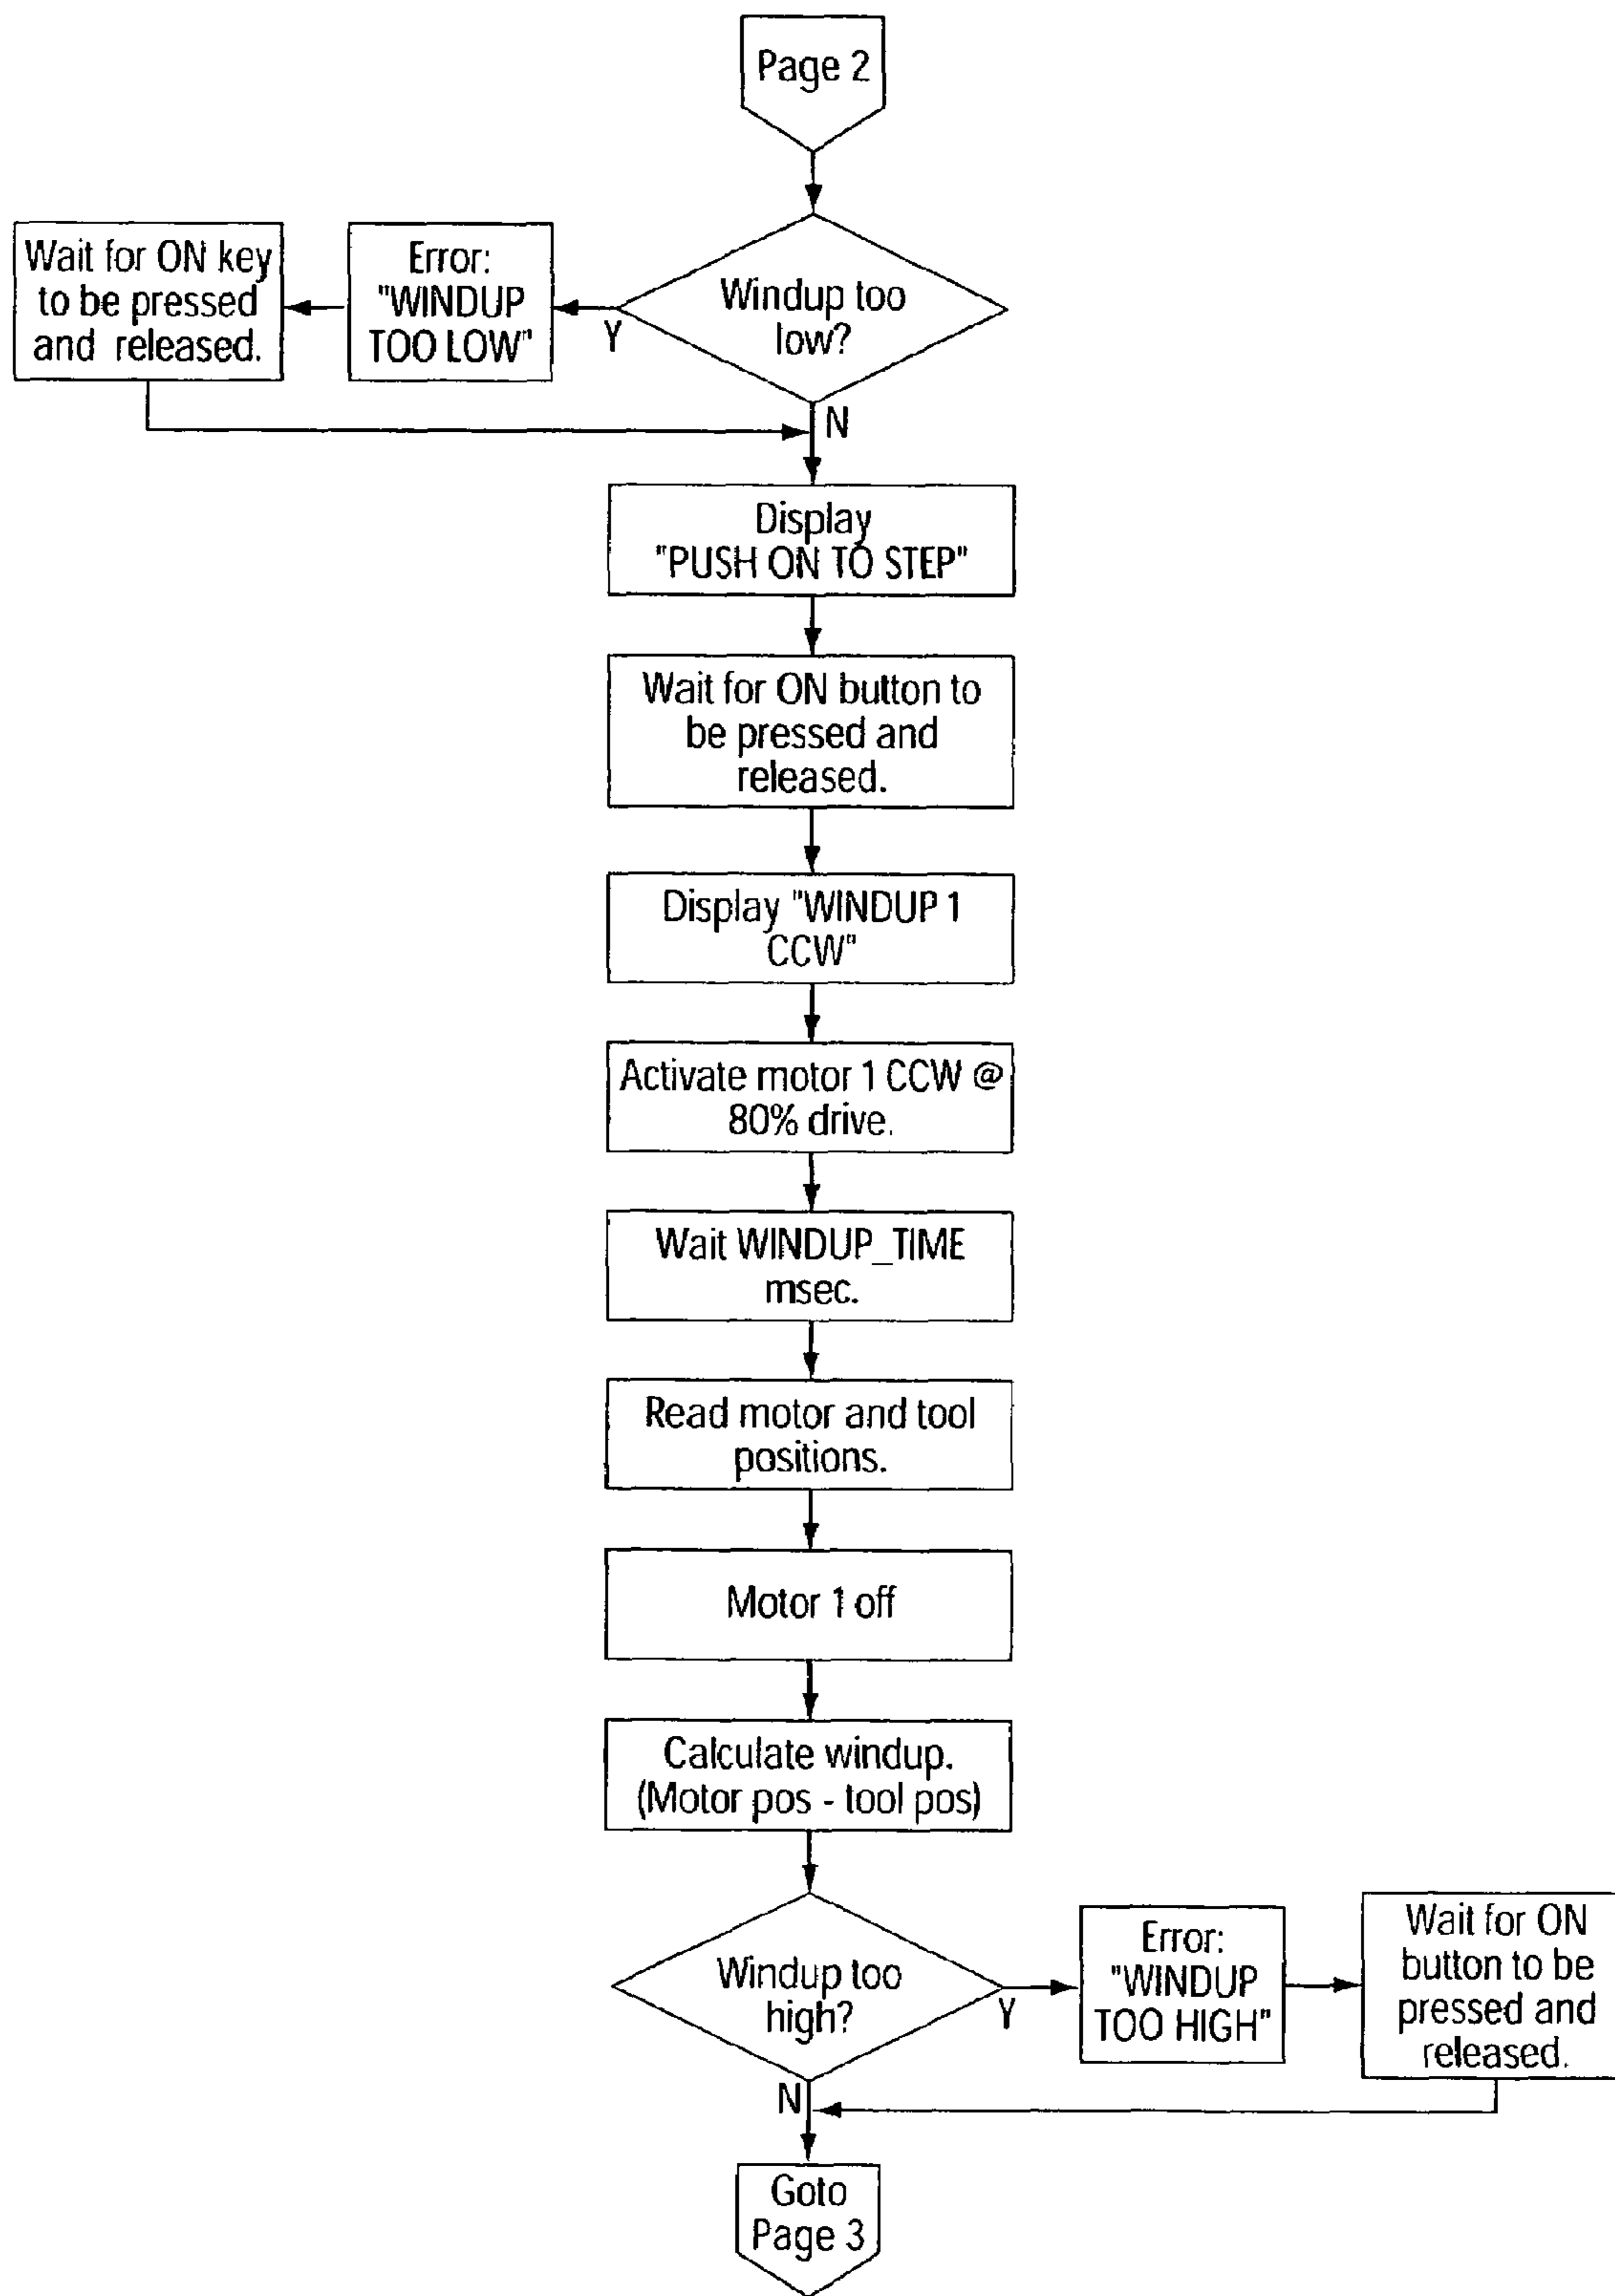 Page 2
Windup too
low?
Y
N
Error:
"WINDUP
TOO LOW"
Wait for ON key
to be pressed
and released.
Display
"PUSH ON TO STEP"
Wait for ON button to
be pressed and
released.
Display "WINDUP 1
CCW"
Activate motor 1 CCW @
80% drive.
Wait WINDUP_TIME
msec.
Read motor and tool
positions.
Motor 1 off
Calculate windup.
(Motor pos - tool pos)
Windup too
high?
Y
N
Error:
"WINDUP
TOO HIGH"
Wait for ON
button to be
pressed and
released.
Goto
Page 3